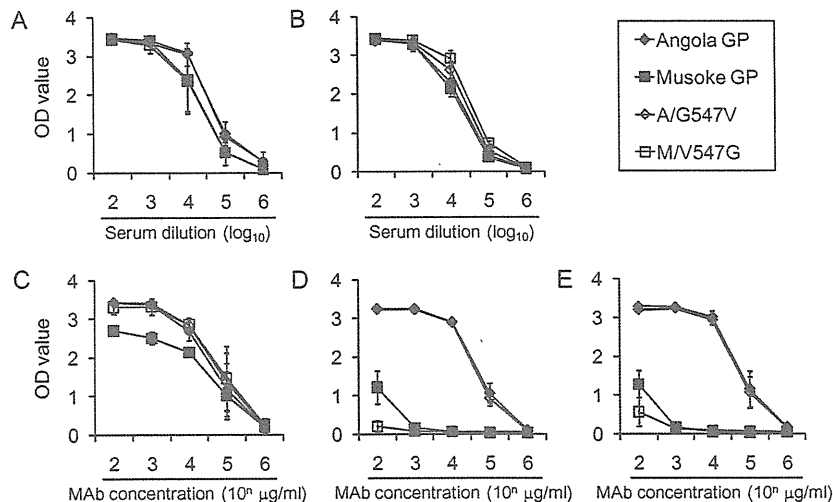 A
B
OD value
4
3
2
1
0
2 3 4 5 6
Serum dilution (log₁₀)
4
3
2
1
0
2 3 4 5 6
Serum dilution (log₁₀)
Angola GP
Musoke GP
A/G547V
M/V547G
C
D
E
OD value
4
3
2
1
0
2 3 4 5 6
MAb concentration (10ⁿ µg/ml)
4
3
2
1
0
2 3 4 5 6
MAb concentration (10ⁿ µg/ml)
4
3
2
1
0
2 3 4 5 6
MAb concentration (10ⁿ µg/ml)